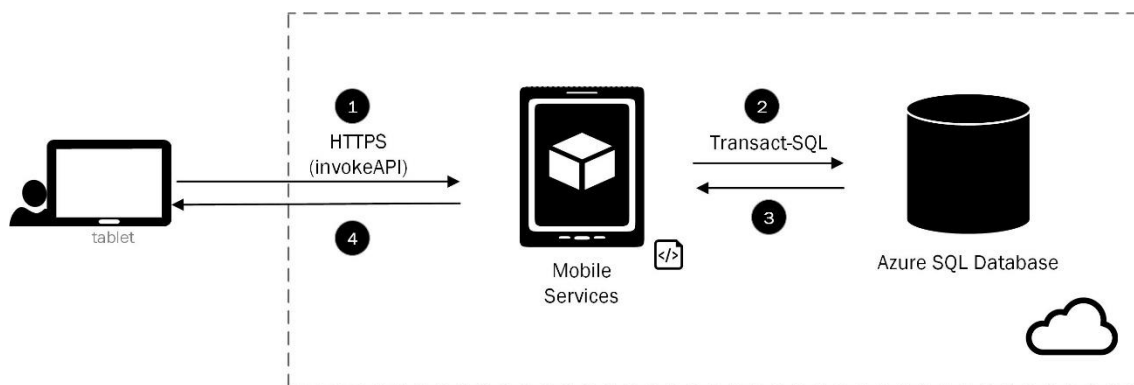 1
HTTPS
(invokeAPI)
4
tablet
</>
Mobile
Services
2
Transact-SQL
3
Azure SQL Database